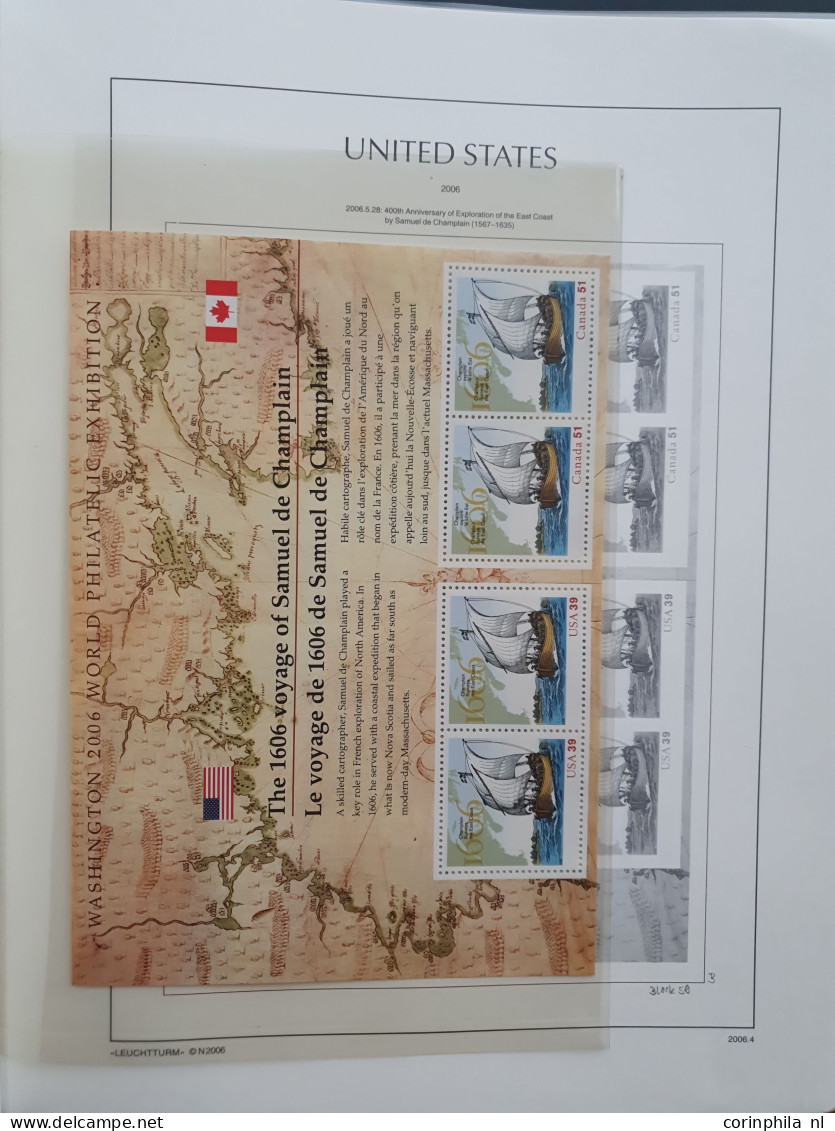 UNITED STATES
2006
2006.5.28: 400th Anniversary of Exploration of the East Coast
by Samuel de Champlain (1567–1635)
WASHINGTON 2006 WORLD PHILATELIC EXHIBITION
The 1606 voyage of Samuel de Champlain
Le voyage de 1606 de Samuel de Champlain
A skilled cartographer, Samuel de Champlain played a
key role in French exploration of North America. In
1606, he served with a coastal expedition that began in
what is now Nova Scotia and sailed as far south as
modern-day Massachusetts.
Habile cartographe, Samuel de Champlain a joué un
rôle clé dans l'exploration de l'Amérique du Nord au
nom de la France. En 1606, il a participé à une
expédition côtière, prenant la mer dans la région qu'on
appelle aujourd'hui la Nouvelle-Écosse et naviguant
loin au sud, jusque dans l'actuel Massachusetts.
1606
USA 39
1606
USA 39
1606
Canada 51
1606
Canada 51
USA 39
USA 39
Canada 51
Canada 51
«LEUCHTTURM» © N2006
2006.4
corinphila nl